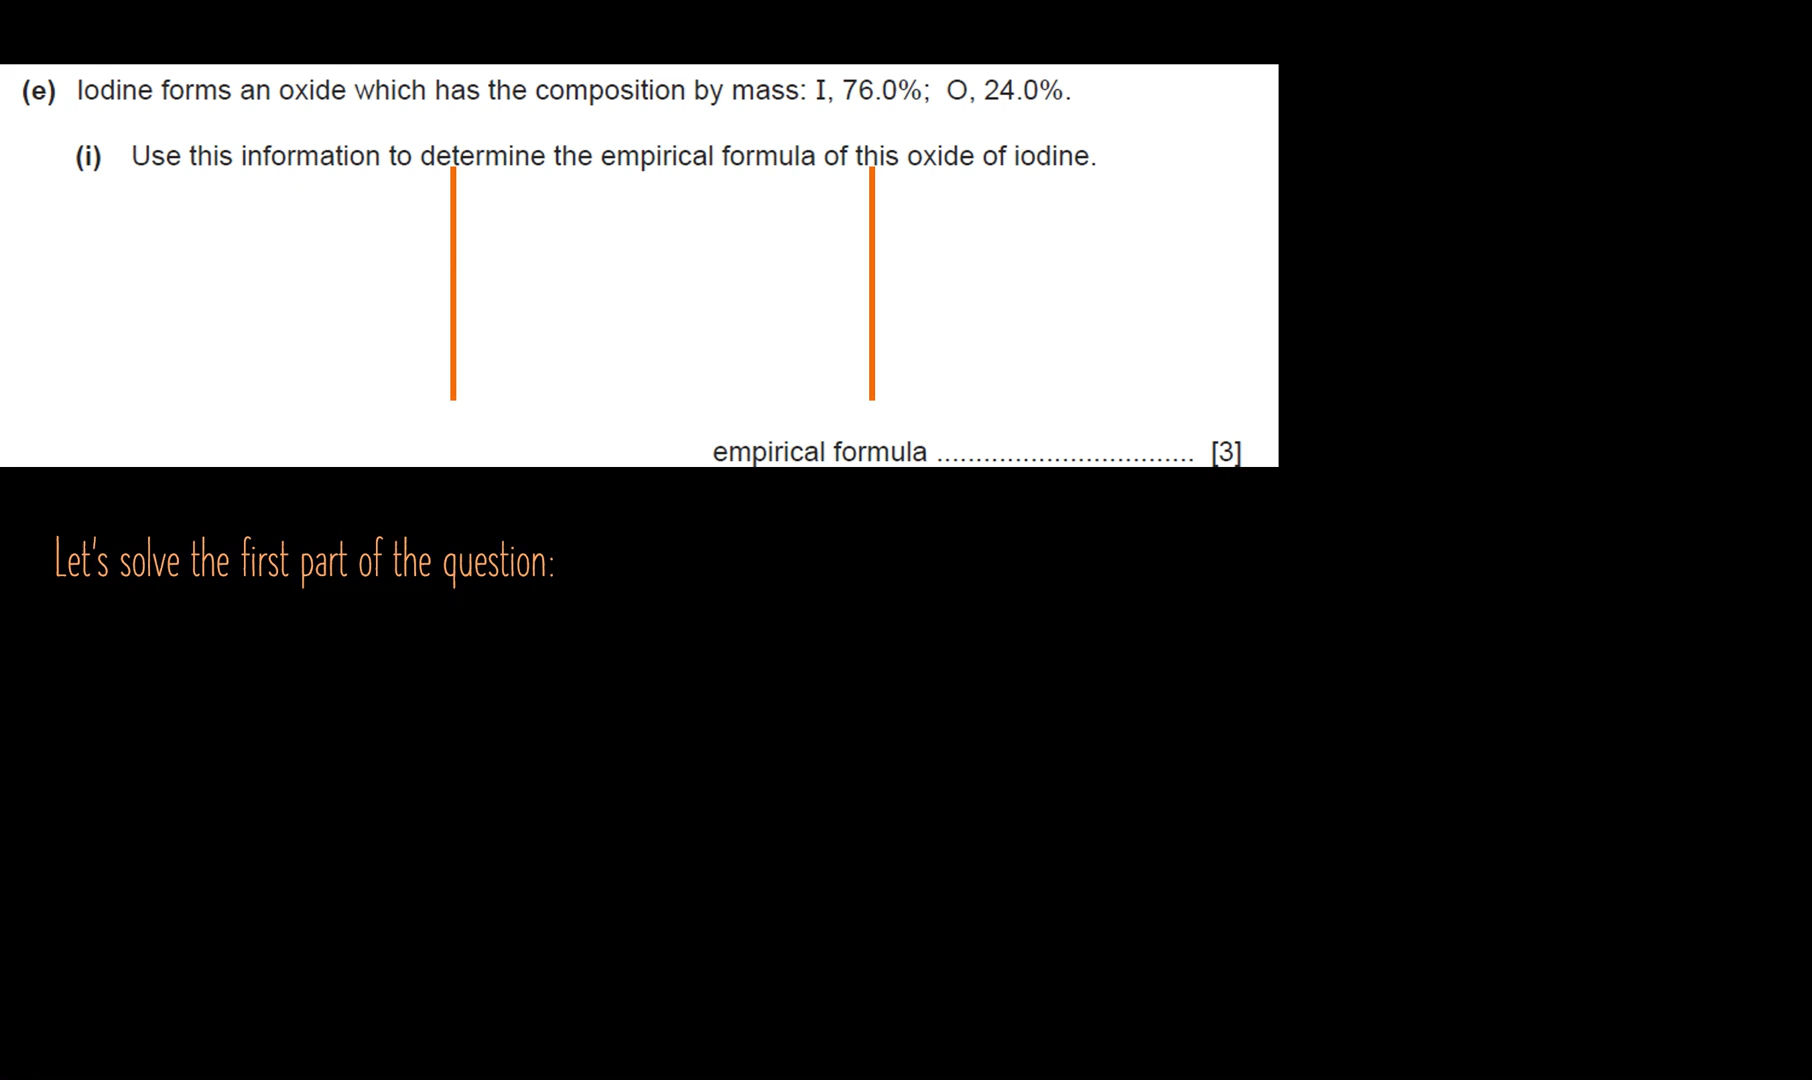 (e) Iodine forms an oxide which has the composition by mass: I, 76.0%; O, 24.0%.
(i) Use this information to determine the empirical formula of this oxide of iodine.
empirical formula ................................. [3]
Let's solve the first part of the question: